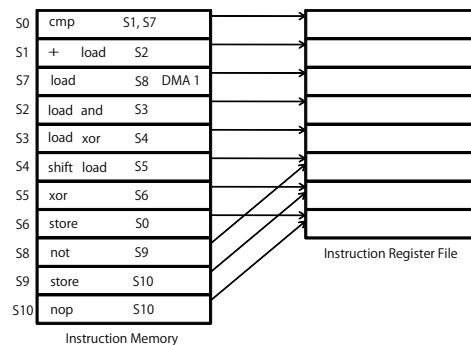 S0 cmp S1, S7
S1 + load S2
S7 load S8 DMA 1
S2 load and S3
S3 load xor S4
S4 shift load S5
S5 xor S6
S6 store S0
S8 not S9
S9 store S10
S10 nop S10
Instruction Register File
Instruction Memory